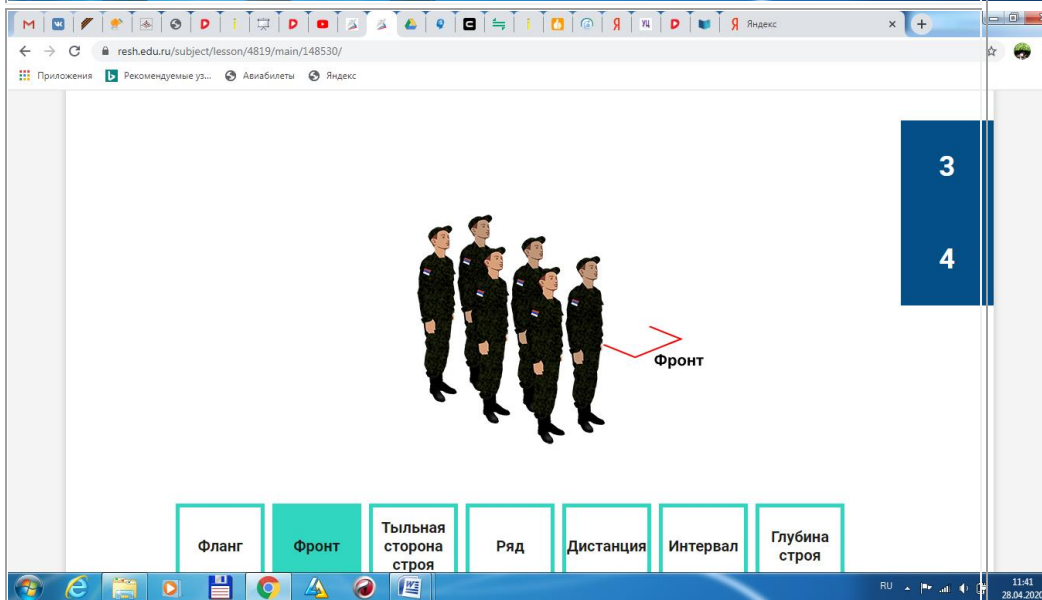 Яндекс
resh.edu.ru/subject/lesson/4819/main/148530/
Приложения Рекомендуемые уз... Авиабилеты Яндекс
3
4
Фронт
Фланг
Фронт
Тыльная
сторона
строя
Ряд
Дистанция
Интервал
Глубина
строя
RU
11:41
28.04.2020